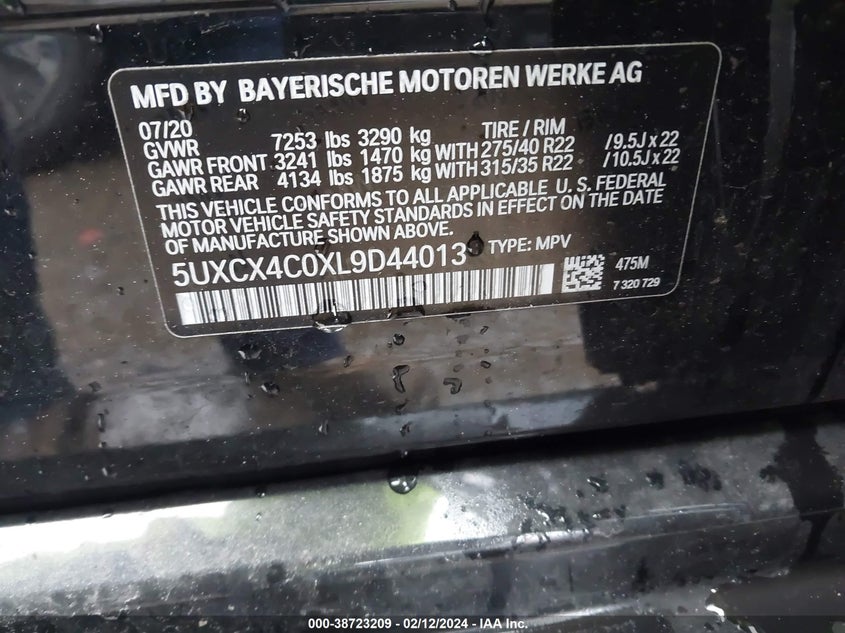 MFD BY BAYERISCHE MOTOREN WERKE AG
07/20 TIRE / RIM
GVWR 7253 lbs 3290 kg
GAWR FRONT 3241 lbs 1470 kg WITH 275/40 R22 /9.5J x 22
GAWR REAR 4134 lbs 1875 kg WITH 315/35 R22 /10.5J x 22
THIS VEHICLE CONFORMS TO ALL APPLICABLE U. S. FEDERAL
MOTOR VEHICLE SAFETY STANDARDS IN EFFECT ON THE DATE
OF MANUFACTURE SHOWN ABOVE.
5UXCX4C0XL9D44013 TYPE: MPV
475M
7 320 729
000-38723209 - 02/12/2024 - IAA Inc.